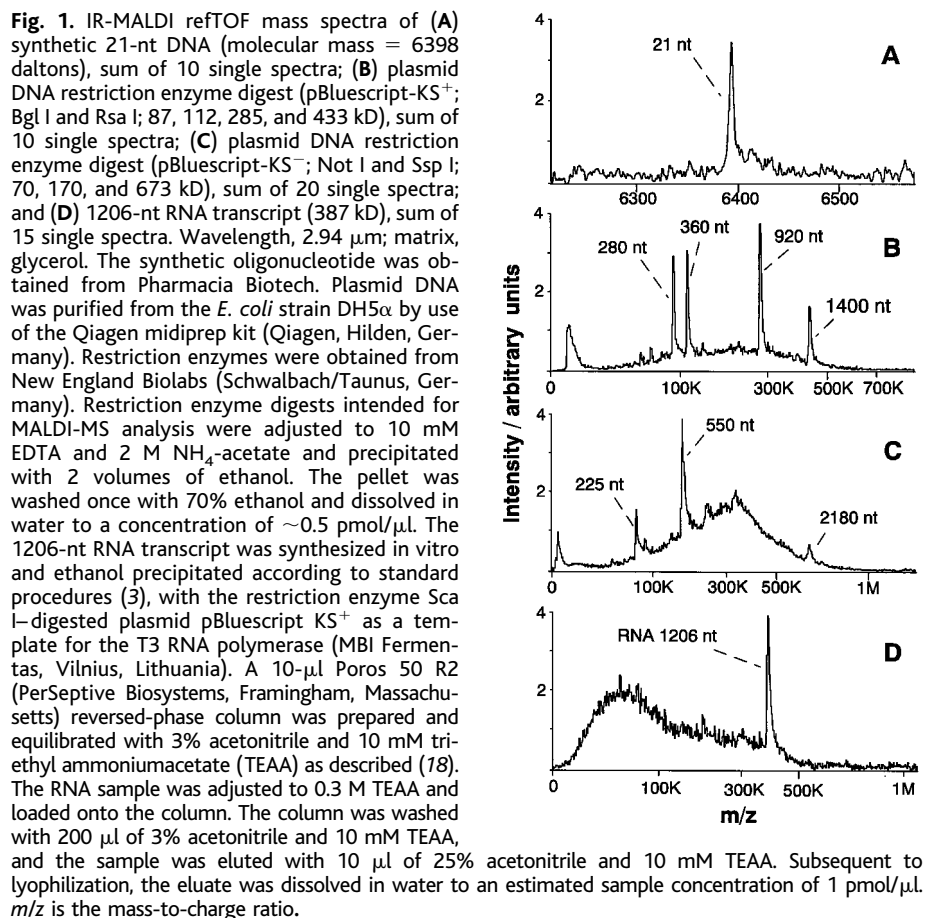 Fig. 1. IR-MALDI refTOF mass spectra of (A)
synthetic 21-nt DNA (molecular mass = 6398
daltons), sum of 10 single spectra; (B) plasmid
DNA restriction enzyme digest (pBluescript-KS⁺;
Bgl I and Rsa I; 87, 112, 285, and 433 kD), sum of
10 single spectra; (C) plasmid DNA restriction
enzyme digest (pBluescript-KS⁻; Not I and Ssp I;
70, 170, and 673 kD), sum of 20 single spectra;
and (D) 1206-nt RNA transcript (387 kD), sum of
15 single spectra. Wavelength, 2.94 μm; matrix,
glycerol. The synthetic oligonucleotide was ob-
tained from Pharmacia Biotech. Plasmid DNA
was purified from the E. coli strain DH5α by use
of the Qiagen midiprep kit (Qiagen, Hilden, Ger-
many). Restriction enzymes were obtained from
New England Biolabs (Schwalbach/Taunus, Ger-
many). Restriction enzyme digests intended for
MALDI-MS analysis were adjusted to 10 mM
EDTA and 2 M NH₄-acetate and precipitated
with 2 volumes of ethanol. The pellet was
washed once with 70% ethanol and dissolved in
water to a concentration of ~0.5 pmol/μl. The
1206-nt RNA transcript was synthesized in vitro
and ethanol precipitated according to standard
procedures (3), with the restriction enzyme Sca
I–digested plasmid pBluescript KS⁺ as a tem-
plate for the T3 RNA polymerase (MBI Fermen-
tas, Vilnius, Lithuania). A 10-μl Poros 50 R2
(PerSeptive Biosystems, Framingham, Massachu-
setts) reversed-phase column was prepared and
equilibrated with 3% acetonitrile and 10 mM tri-
ethyl ammoniumacetate (TEAA) as described (18).
The RNA sample was adjusted to 0.3 M TEAA and
loaded onto the column. The column was washed
with 200 μl of 3% acetonitrile and 10 mM TEAA,
and the sample was eluted with 10 μl of 25% acetonitrile and 10 mM TEAA. Subsequent to
lyophilization, the eluate was dissolved in water to an estimated sample concentration of 1 pmol/μl.
m/z is the mass-to-charge ratio.
Intensity / arbitrary units
4
21 nt
A
2
6300 6400 6500
4
280 nt 360 nt 920 nt
B
2
1400 nt
0 100K 300K 500K 700K
4
550 nt
C
225 nt
2
2180 nt
0 100K 300K 500K 1M
4
RNA 1206 nt
D
2
0 100K 300K 500K 1M
m/z